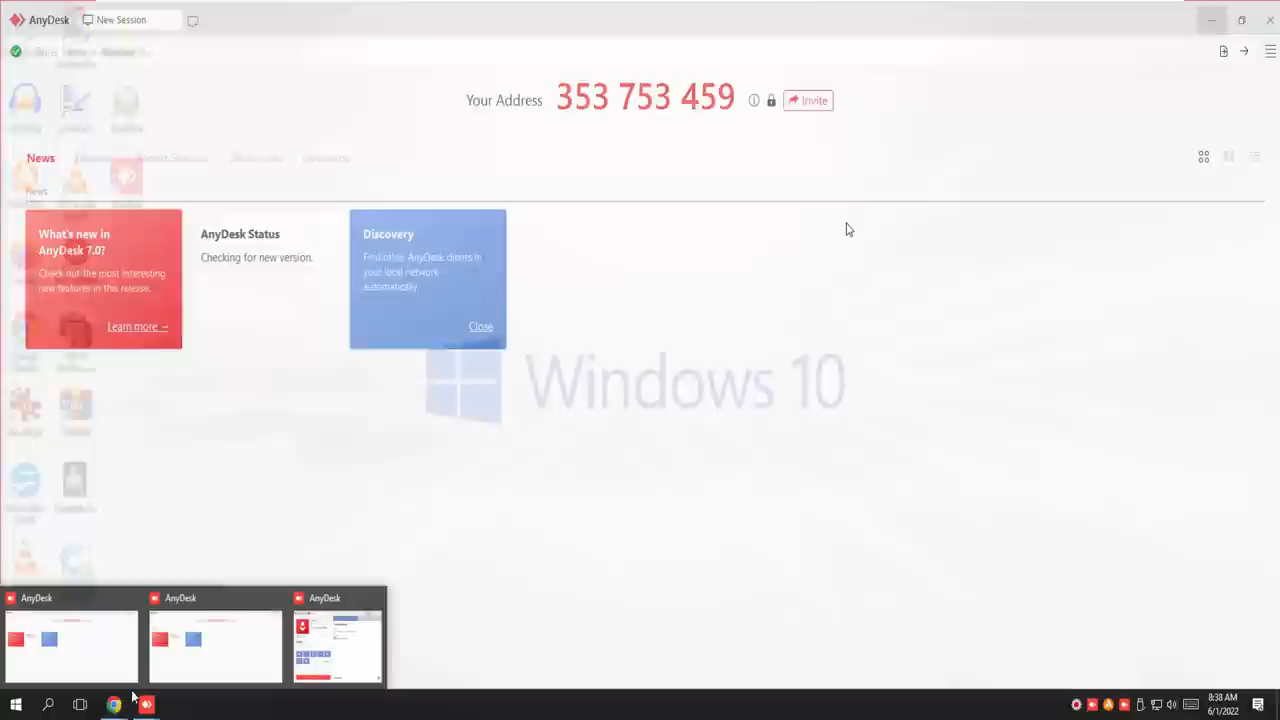 AnyDesk
New Session
Your Address 353 753 459 Invite
News
News
What's new in
AnyDesk 7.0?
Check out the most interesting
new features in this release.
Learn more →
AnyDesk Status
Checking for new version.
Discovery
Find other AnyDesk clients in
your local network
automatically.
Close
Windows 10
AnyDesk
AnyDesk
AnyDesk
8:38 AM
6/1/2022